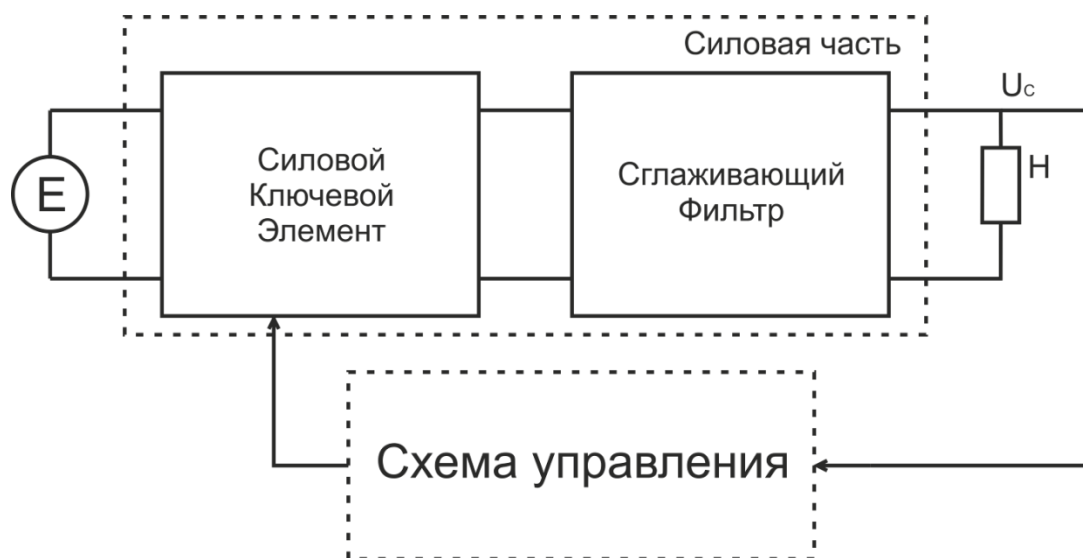 Силовая часть
E
Силовой
Ключевой
Элемент
Сглаживающий
Фильтр
Uc
Н
Схема управления